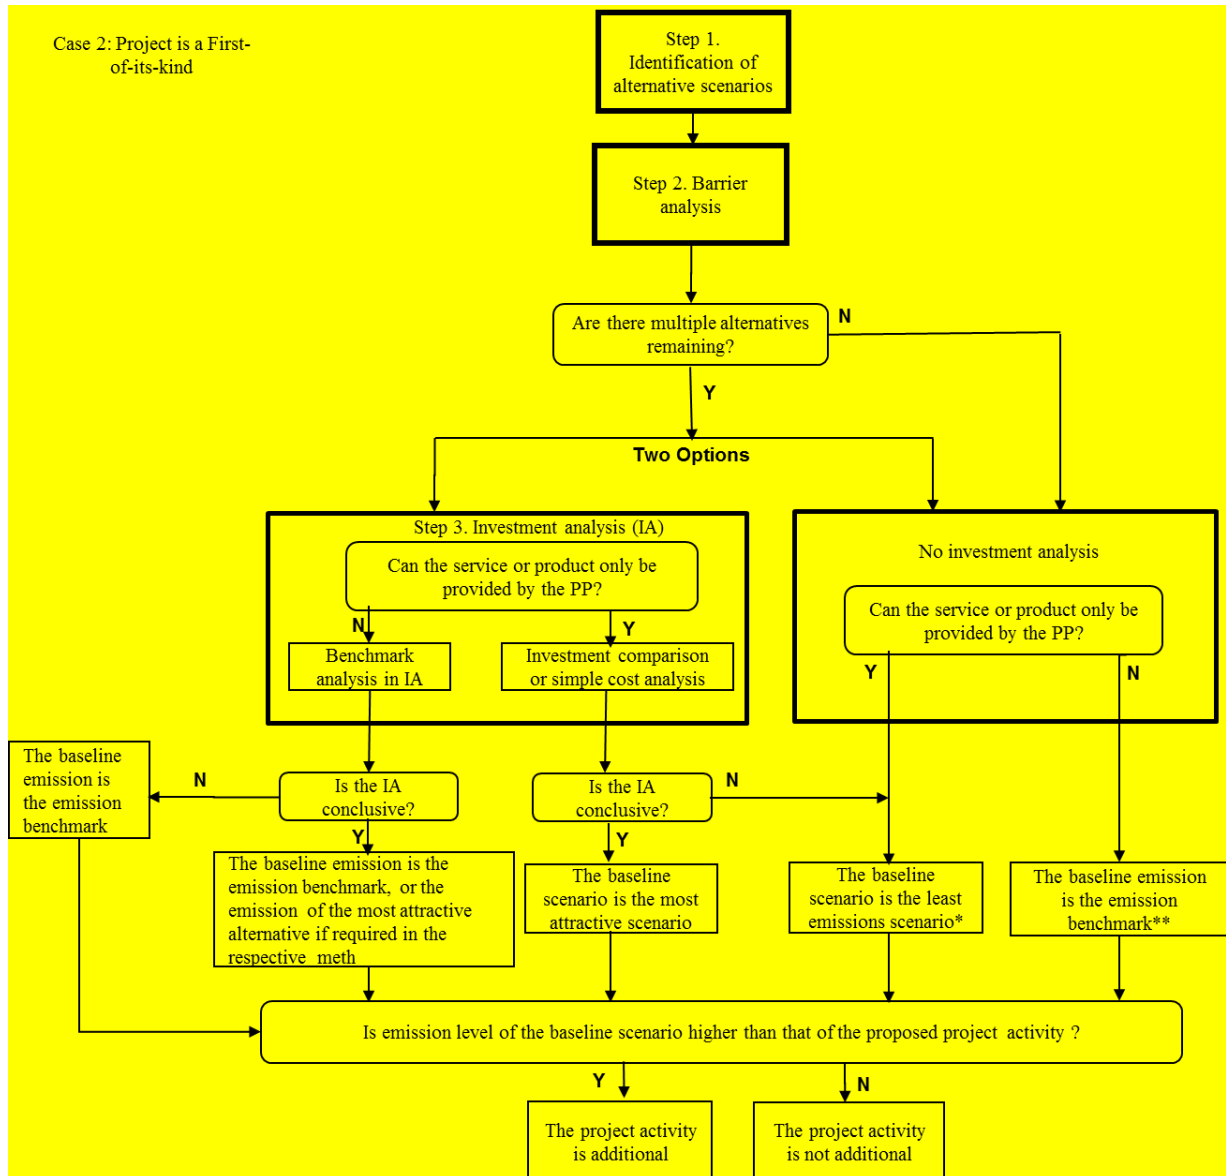 Case 2: Project is a First-
of-its-kind
Step 1.
Identification of
alternative scenarios
Step 2. Barrier
analysis
Are there multiple alternatives
remaining?
N
Y
Two Options
Step 3. Investment analysis (IA)
Can the service or product only be
provided by the PP?
N
Y
Benchmark
analysis in IA
Investment comparison
or simple cost analysis
No investment analysis
Can the service or product only be
provided by the PP?
Y
N
The baseline
emission is
the emission
benchmark
N
Is the IA
conclusive?
Y
Is the IA
conclusive?
N
Y
The baseline emission is the
emission benchmark, or the
emission of the most attractive
alternative if required in the
respective meth
The baseline
scenario is the most
attractive scenario
The baseline
scenario is the least
emissions scenario*
The baseline emission
is the emission
benchmark**
Is emission level of the baseline scenario higher than that of the proposed project activity ?
Y
N
The project activity
is additional
The project activity
is not additional